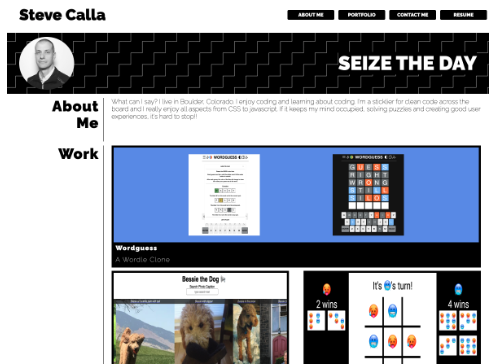 Steve Calla
ABOUT ME PORTFOLIO CONTACT ME RESUME
SEIZE THE DAY
About
Me
What can I say? I live in Boulder, Colorado. I enjoy coding and learning about coding. I'm a stickler for clean code across the
board and I really enjoy all aspects from CSS to javascript. If it keeps my mind occupied, solving puzzles and creating good user
experiences, it's hard to stop!!
Work
WORDGUESS
WORDGUESS
G U E S S
R I G H T
W R O N G
S T I L L
S I L O S
Wordguess
A Wordle Clone
Bessie the Dog
It's 's turn!
2 wins
4 wins